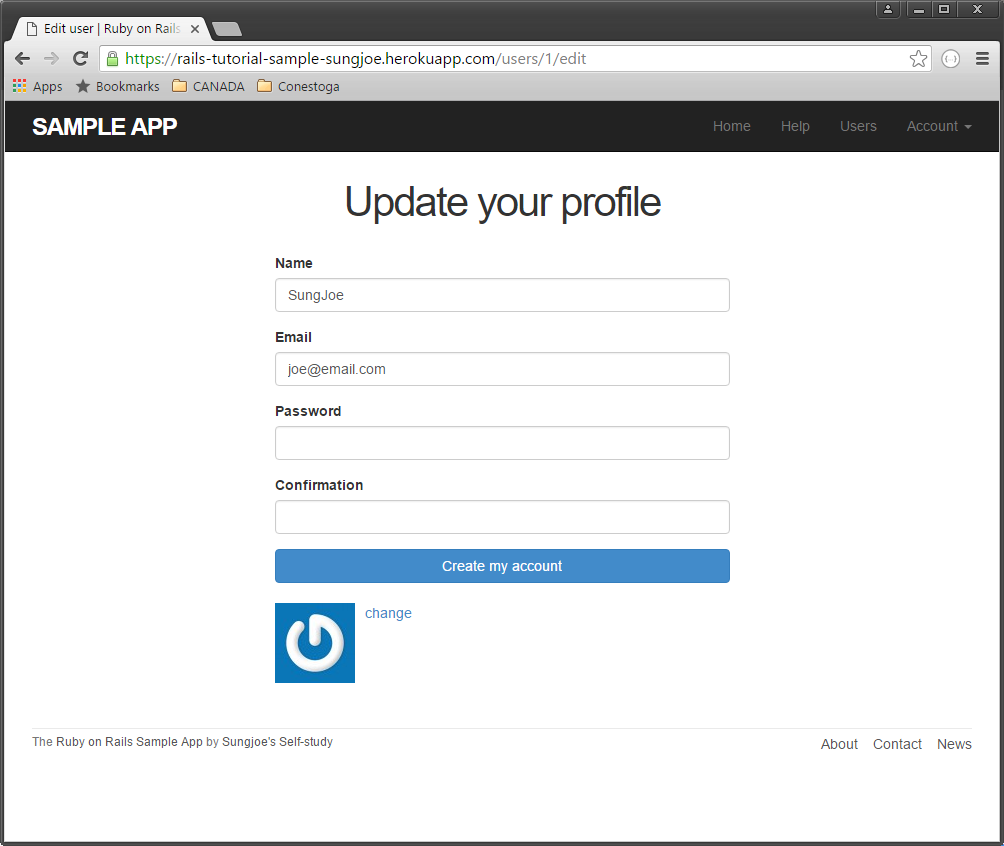 Edit user | Ruby on Rails
https://rails-tutorial-sample-sungjoe.herokuapp.com/users/1/edit
Apps Bookmarks CANADA Conestoga
SAMPLE APP Home Help Users Account
Update your profile
Name
SungJoe
Email
joe@email.com
Password
Confirmation
Create my account
change
The Ruby on Rails Sample App by Sungjoe's Self-study About Contact News